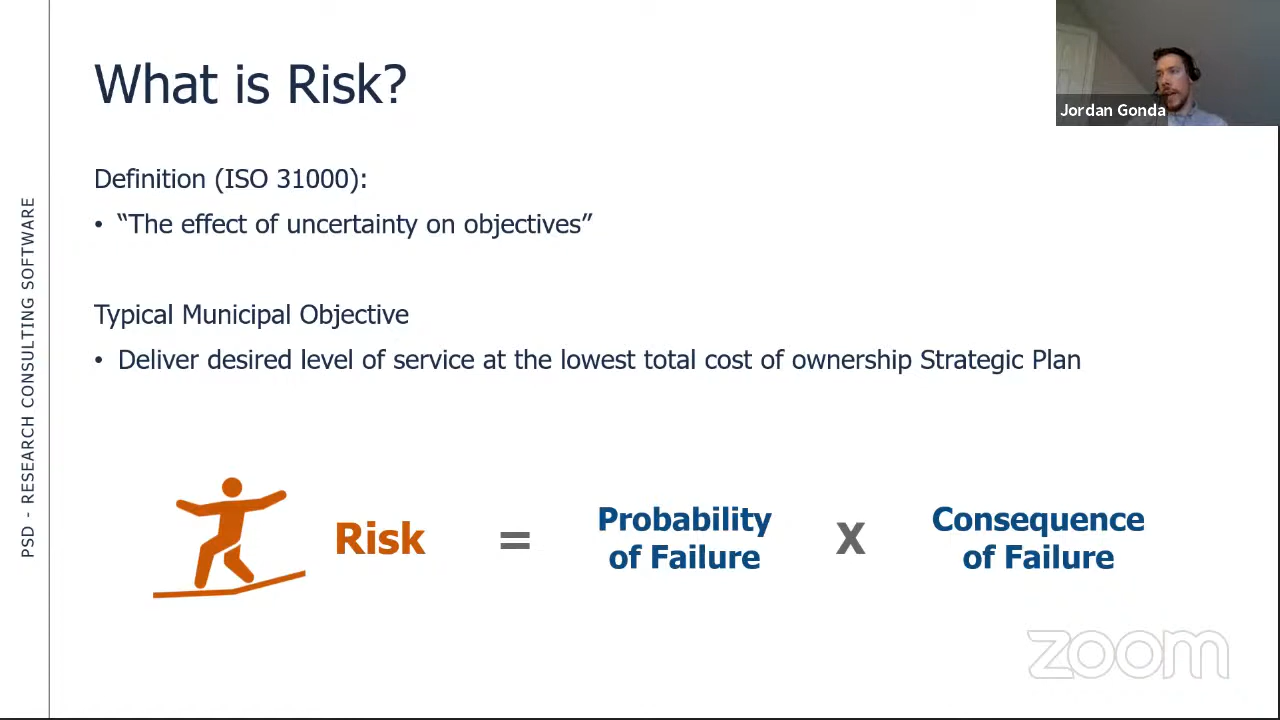 What is Risk?
Jordan Gonda
Definition (ISO 31000):
• “The effect of uncertainty on objectives”
Typical Municipal Objective
• Deliver desired level of service at the lowest total cost of ownership Strategic Plan
PSD - RESEARCH CONSULTING SOFTWARE
Risk = Probability of Failure X Consequence of Failure
zoom